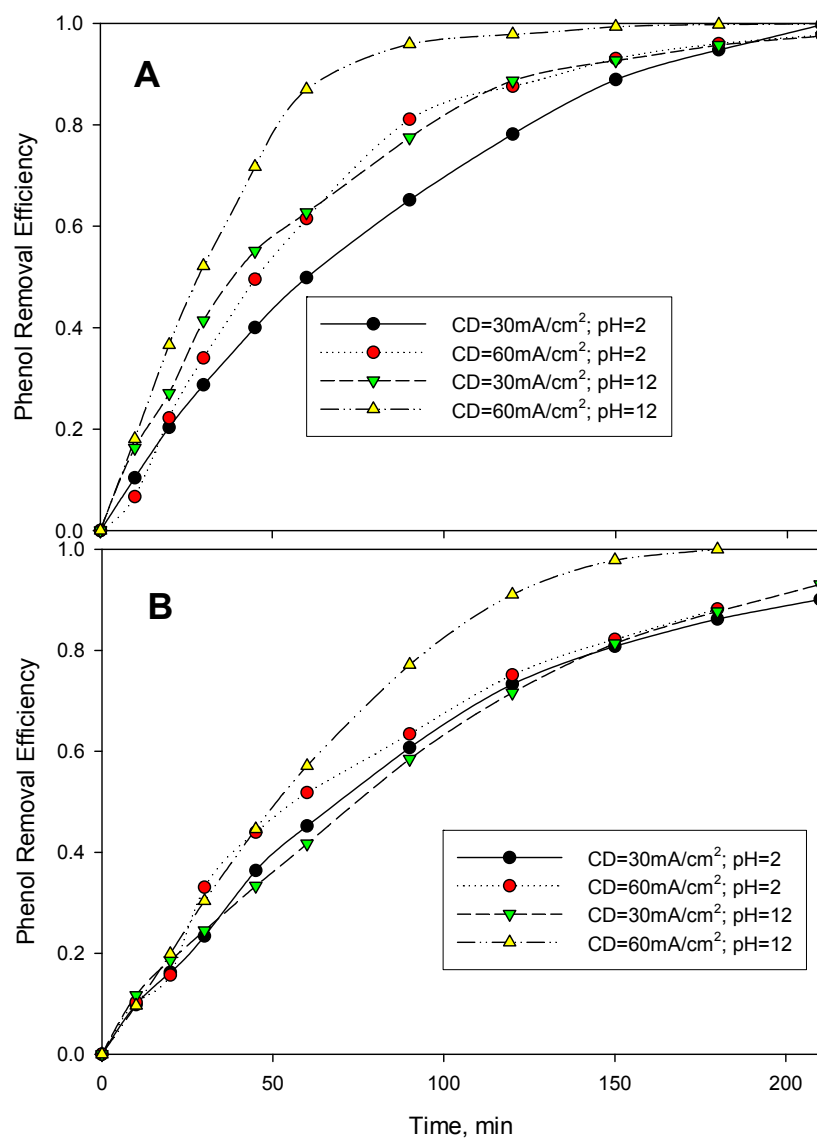 A
1.0
0.8
0.6
0.4
0.2
0.0
Phenol Removal Efficiency
CD=30mA/cm²; pH=2
CD=60mA/cm²; pH=2
CD=30mA/cm²; pH=12
CD=60mA/cm²; pH=12
B
1.0
0.8
0.6
0.4
0.2
0.0
Phenol Removal Efficiency
CD=30mA/cm²; pH=2
CD=60mA/cm²; pH=2
CD=30mA/cm²; pH=12
CD=60mA/cm²; pH=12
0 50 100 150 200
Time, min